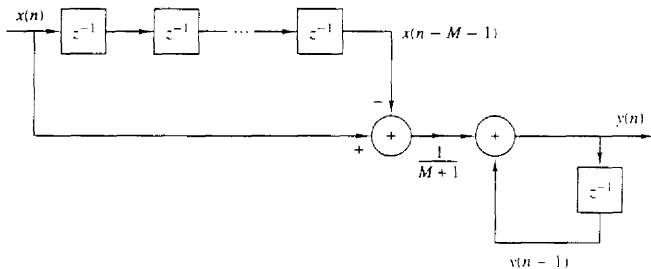 x(n)
z⁻¹
z⁻¹
...
z⁻¹
x(n − M − 1)
−
+
+
+
1
M + 1
y(n)
z⁻¹
y(n − 1)